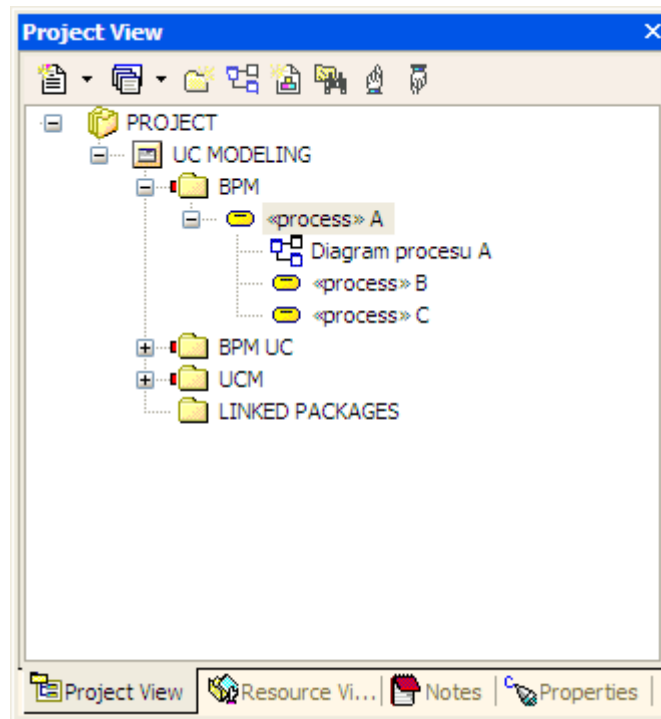 Project View
PROJECT
UC MODELING
BPM
«process» A
Diagram procesu A
«process» B
«process» C
BPM UC
UCM
LINKED PACKAGES
Project View Resource Vi... Notes Properties